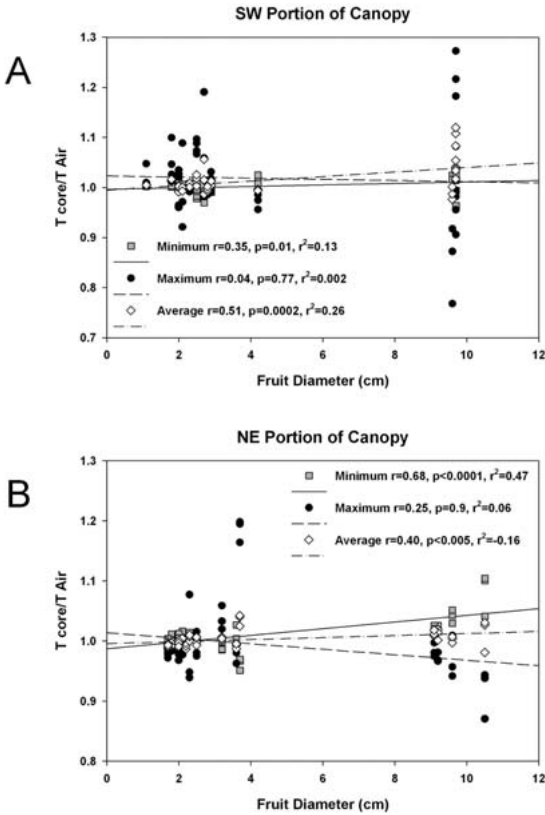 SW Portion of Canopy
A
1.3
1.2
1.1
1.0
0.9
0.8
0.7
T core/T Air
Minimum r=0.35, p=0.01, r²=0.13
Maximum r=0.04, p=0.77, r²=0.002
Average r=0.51, p=0.0002, r²=0.26
0 2 4 6 8 10 12
Fruit Diameter (cm)
NE Portion of Canopy
B
1.3
1.2
1.1
1.0
0.9
0.8
T core/T Air
Minimum r=0.68, p<0.0001, r²=0.47
Maximum r=0.25, p=0.9, r²=0.06
Average r=0.40, p<0.005, r²=-0.16
0 2 4 6 8 10 12
Fruit Diameter (cm)